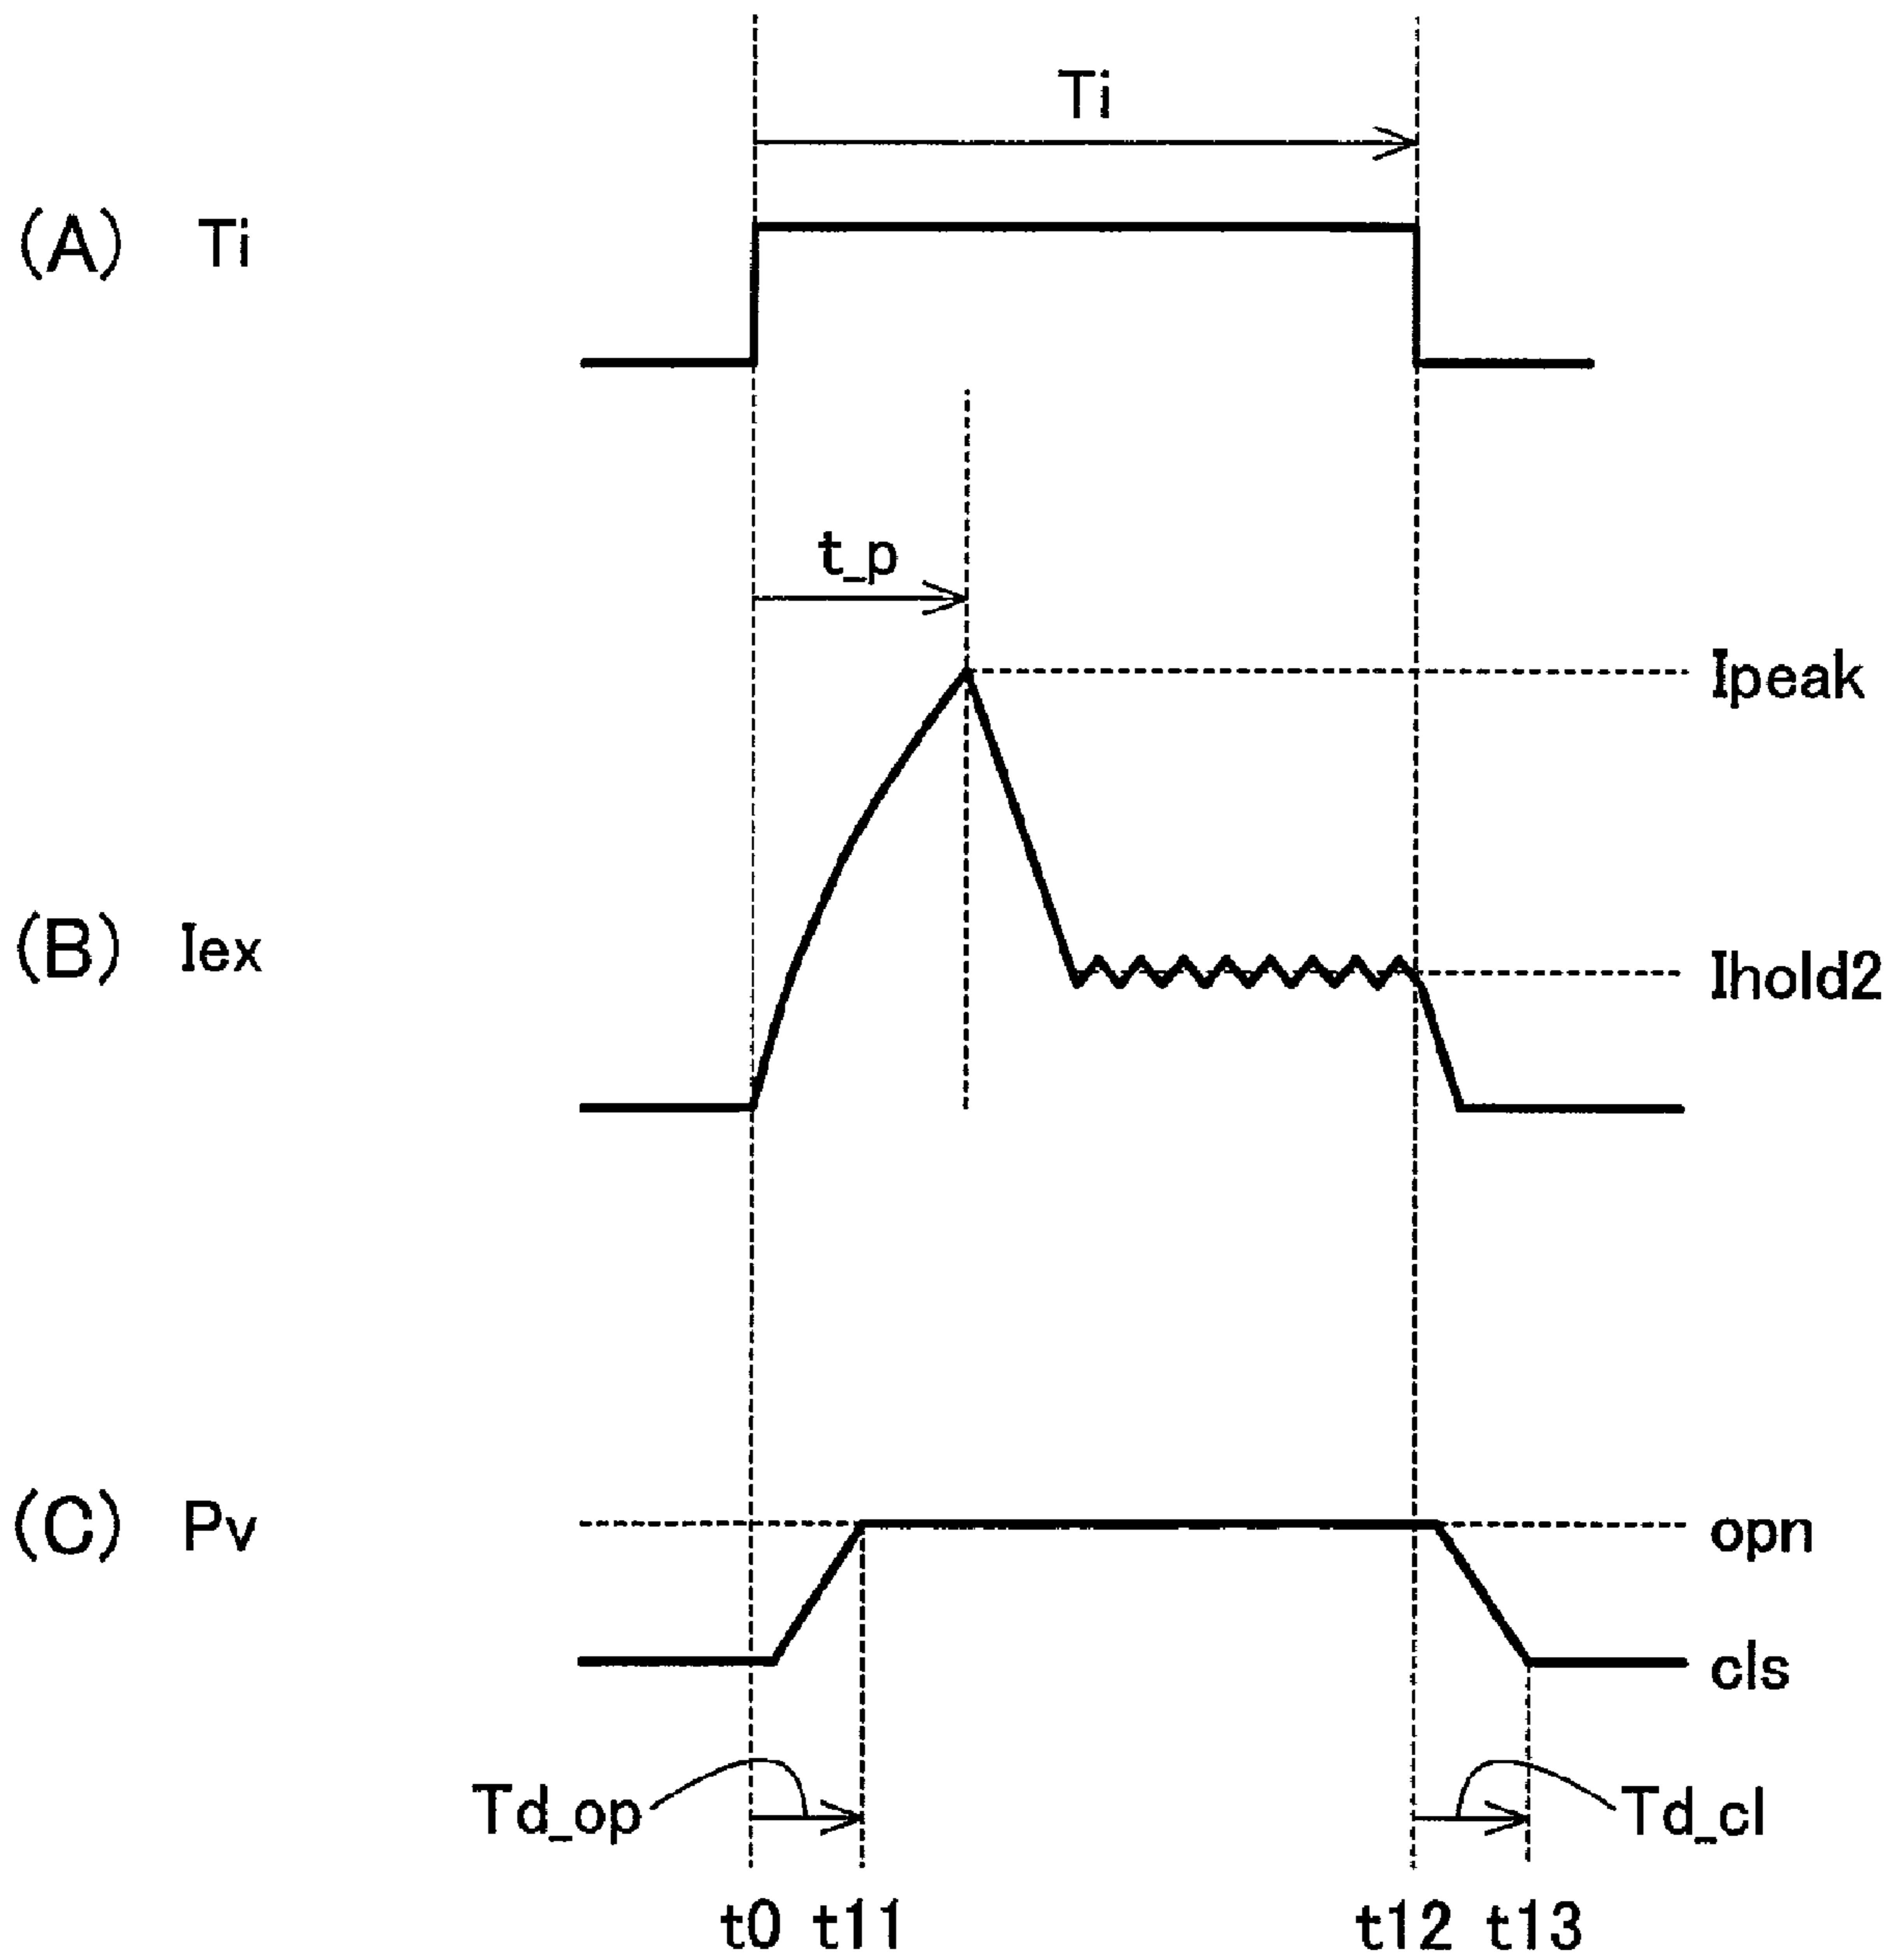 Ti
(A) Ti
t_p
Ipeak
(B) Iex
Ihold2
(C) Pv
opn
cls
Td_op
Td_cl
t0 t11 t12 t13